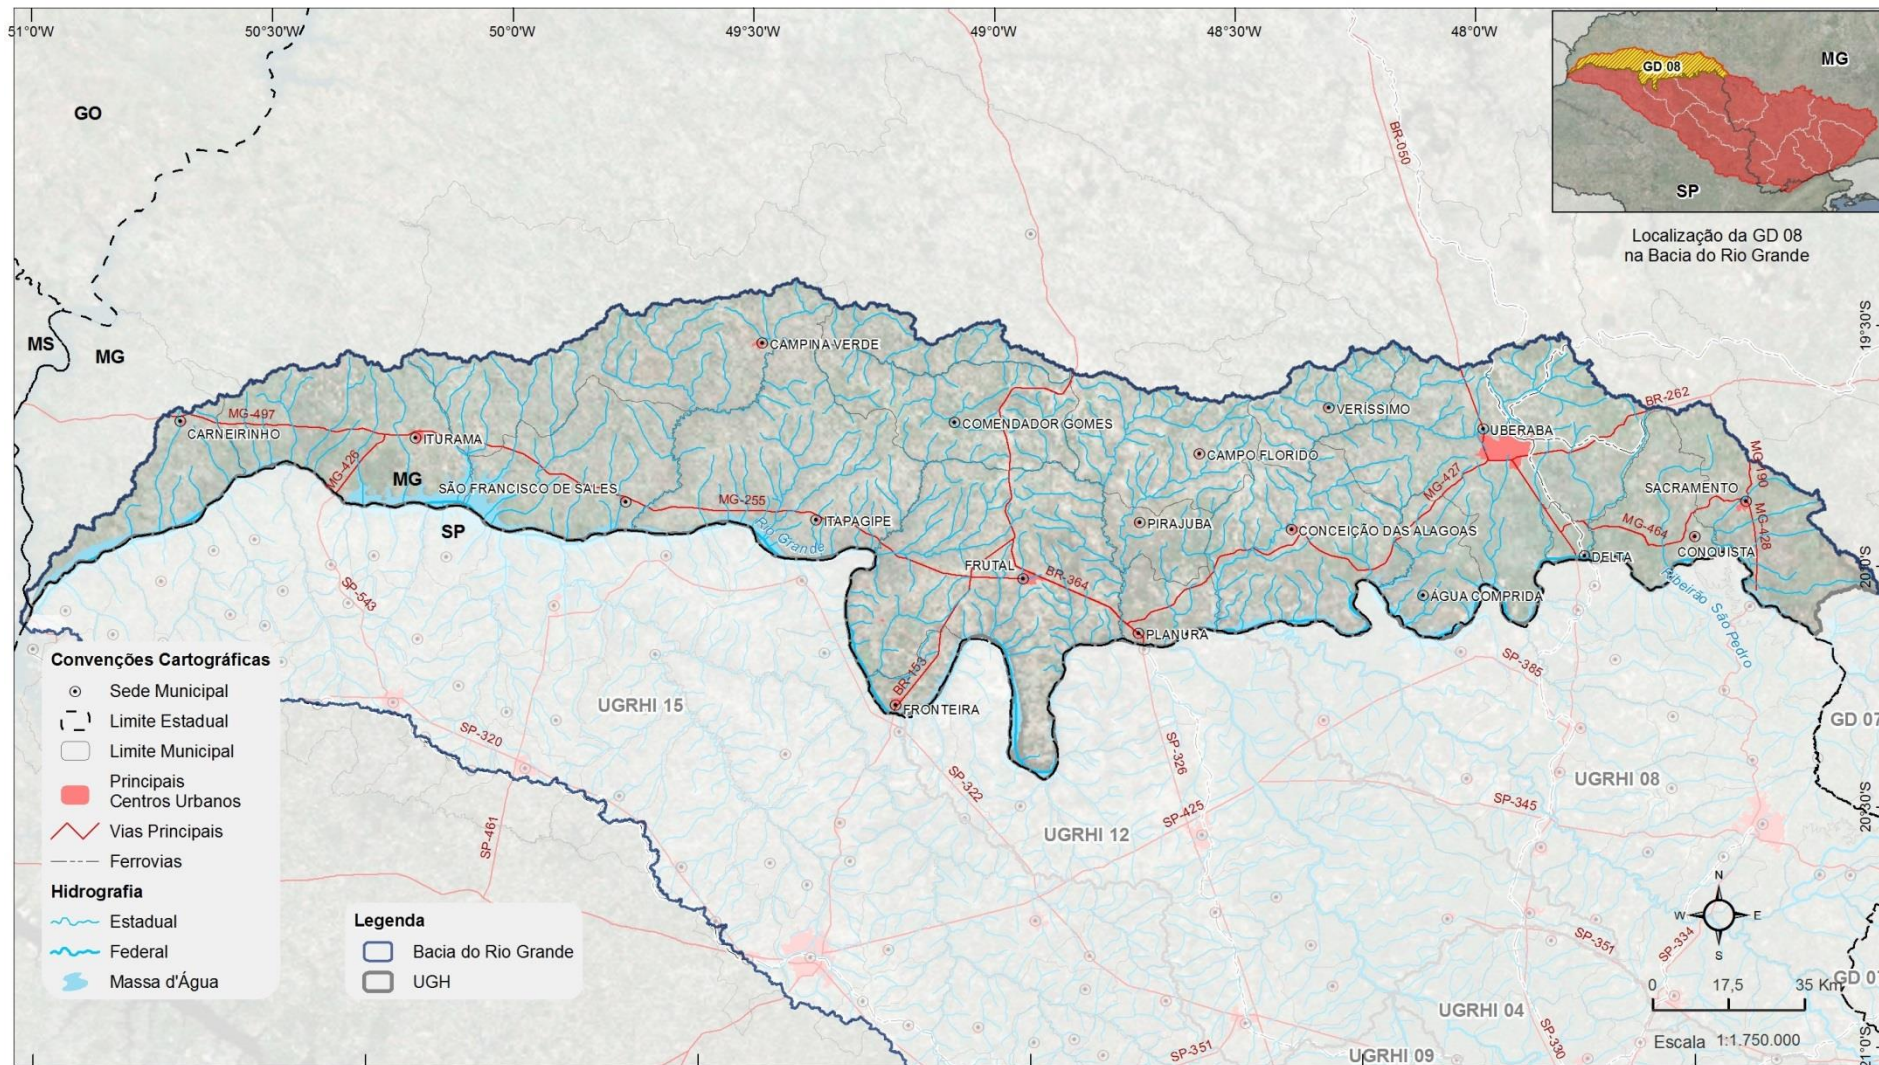 51°0'W
50°30'W
50°0'W
49°30'W
49°0'W
48°30'W
48°0'W
GO
MS
MG
BR-050
GD 08
MG
SP
Localização da GD 08
na Bacia do Rio Grande
19°30'S
20°0'S
20°30'S
21°0'S
CAMPINA VERDE
MG-497
CARNEIRINHO
ITURAMA
MG-426
MG
SÃO FRANCISCO DE SALES
SP
MG-255
Rio Grande
ITAPAGIPE
COMENDADOR GOMES
VERÍSSIMO
UBERABA
BR-262
CAMPO FLORIDO
MG-427
PIRAJUBA
CONCEIÇÃO DAS ALAGOAS
SACRAMENTO
MG-190
MG-464
MG-428
CONQUISTA
DELTA
FRUTAL
BR-364
ÁGUA COMPRIDA
Ribeirão São Pedro
PLANURA
BR-153
FRONTEIRA
SP-543
SP-385
UGRHI 15
SP-320
SP-322
SP-326
SP-461
SP-425
SP-345
UGRHI 08
GD 07
UGRHI 12
SP-351
SP-334
GD 07
UGRHI 04
SP-351
SP-330
UGRHI 09
Convenções Cartográficas
Sede Municipal
Limite Estadual
Limite Municipal
Principais
Centros Urbanos
Vias Principais
Ferrovias
Hidrografia
Estadual
Federal
Massa d'Água
Legenda
Bacia do Rio Grande
UGH
N
W
E
S
0 17,5 35 Km
Escala 1:1.750.000